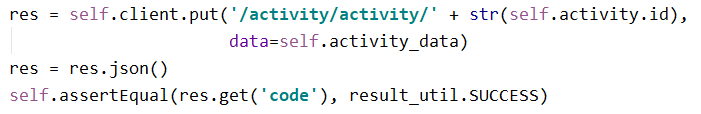 res = self.client.put('/activity/activity/' + str(self.activity.id),
                      data=self.activity_data)
res = res.json()
self.assertEqual(res.get('code'), result_util.SUCCESS)